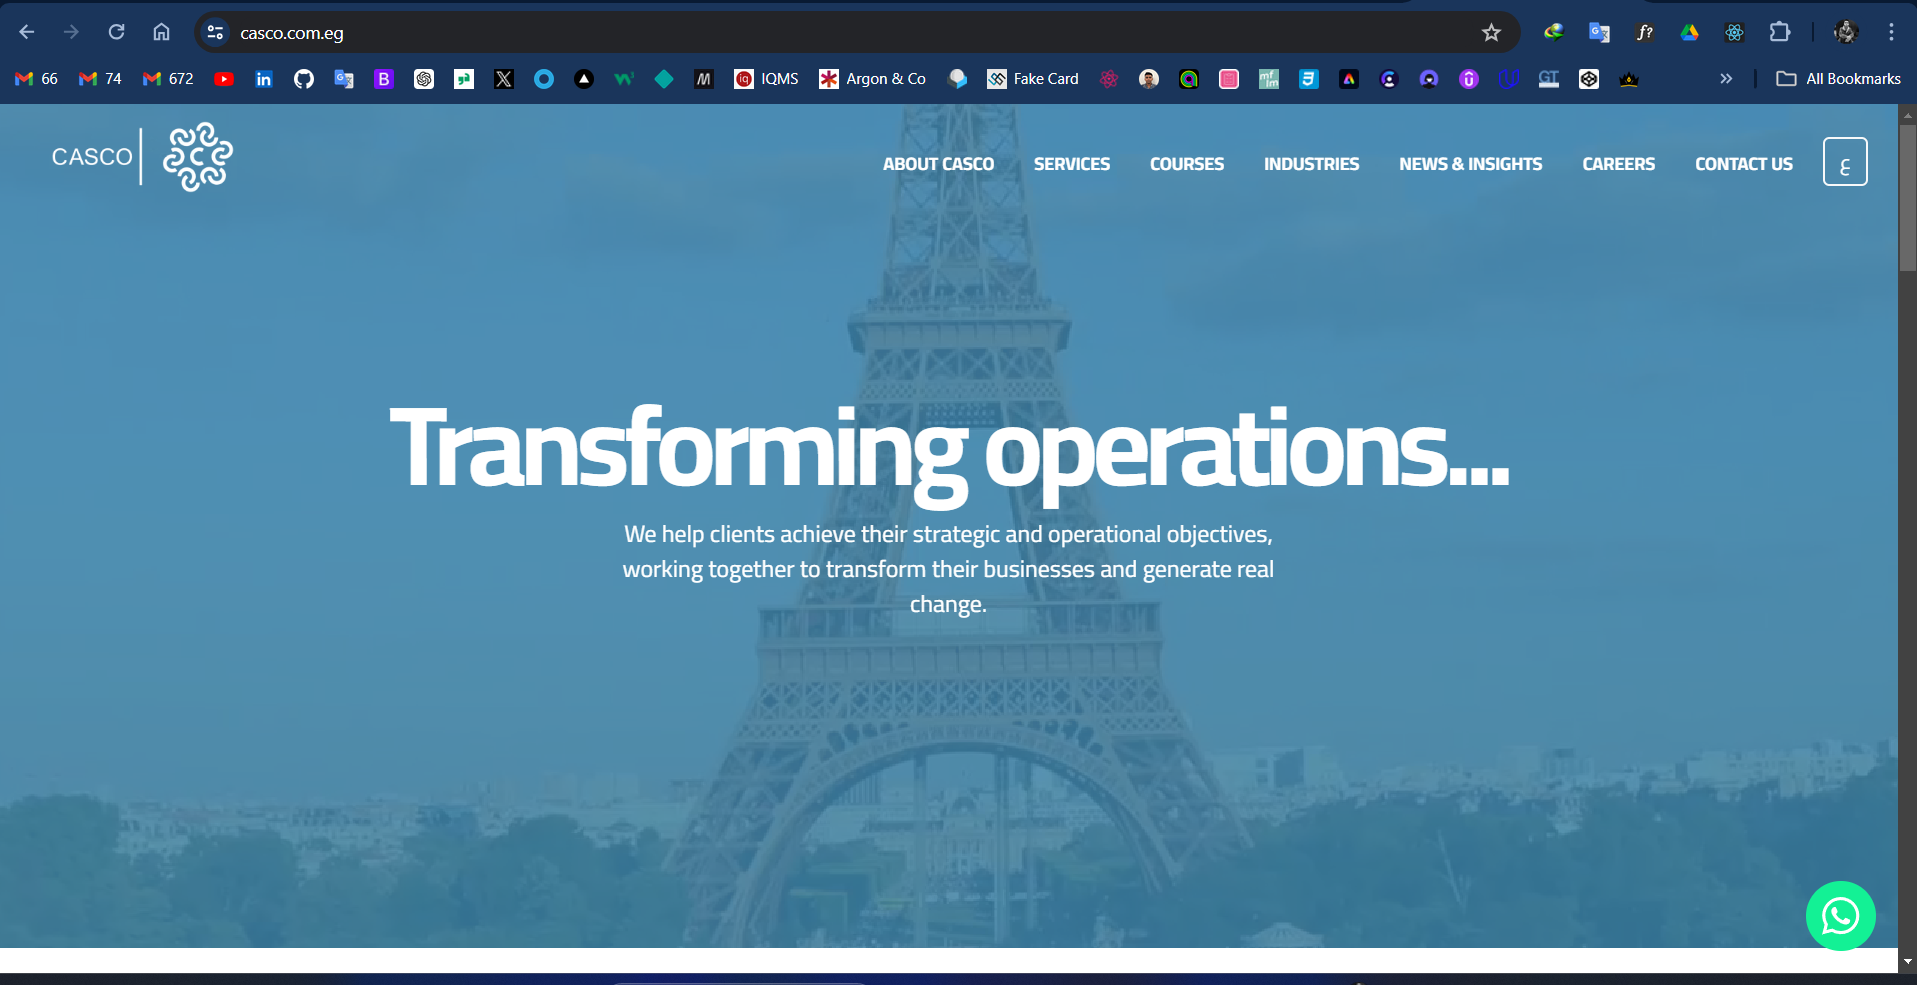 casco.com.eg
66
74
672
IQMS
Argon & Co
Fake Card
All Bookmarks
CASCO
ABOUT CASCO
SERVICES
COURSES
INDUSTRIES
NEWS & INSIGHTS
CAREERS
CONTACT US
ع
Transforming operations...
We help clients achieve their strategic and operational objectives,
working together to transform their businesses and generate real
change.